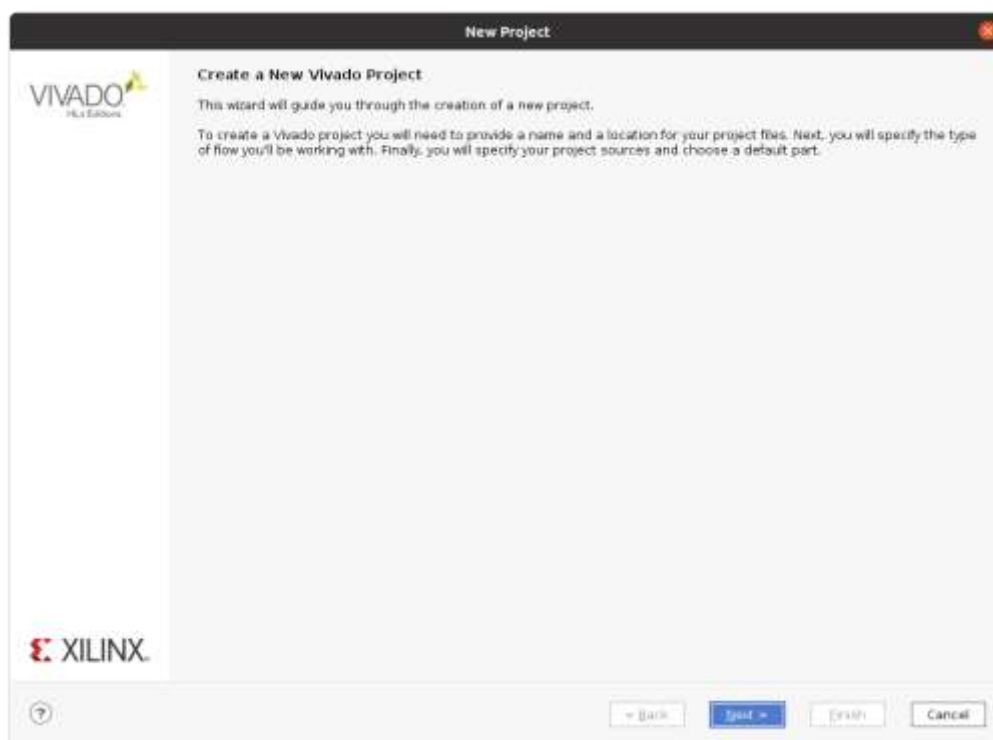 New Project
VIVADO
HLx Editions
Create a New Vivado Project
This wizard will guide you through the creation of a new project.
To create a Vivado project you will need to provide a name and a location for your project files. Next, you will specify the type
of flow you'll be working with. Finally, you will specify your project sources and choose a default part.
XILINX.
?
< Back
Next >
Finish
Cancel